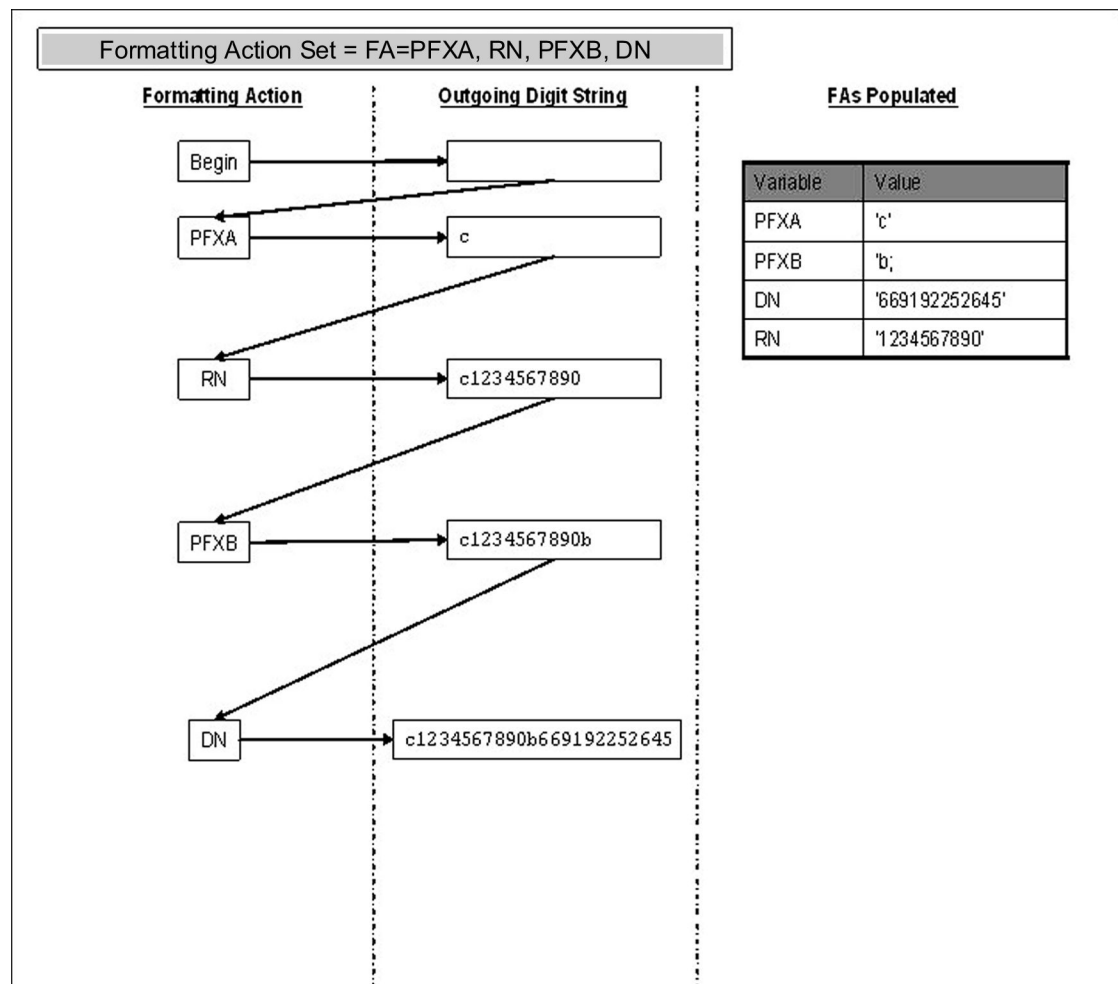 Formatting Action Set = FA=PFXA, RN, PFXB, DN
Formatting Action Outgoing Digit String FAs Populated
Begin
PFXA c
RN c1234567890
PFXB c1234567890b
DN c1234567890b669192252645
Variable Value
PFXA 'c'
PFXB 'b;
DN '669192252645'
RN '1234567890'